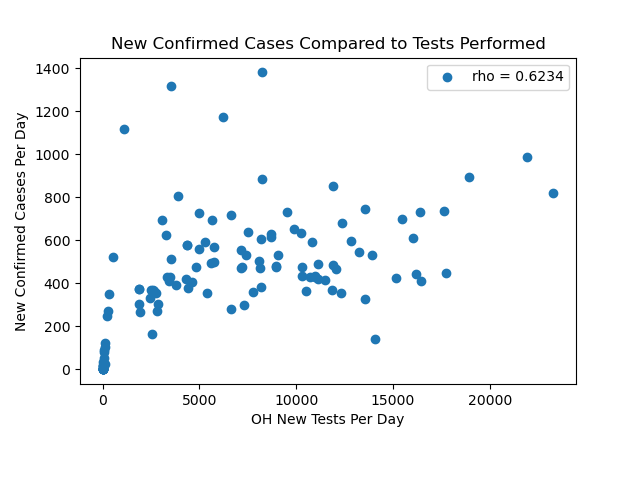 New Confirmed Cases Compared to Tests Performed
rho = 0.6234
New Confirmed Caeses Per Day
1400
1200
1000
800
600
400
200
0
0 5000 10000 15000 20000
OH New Tests Per Day